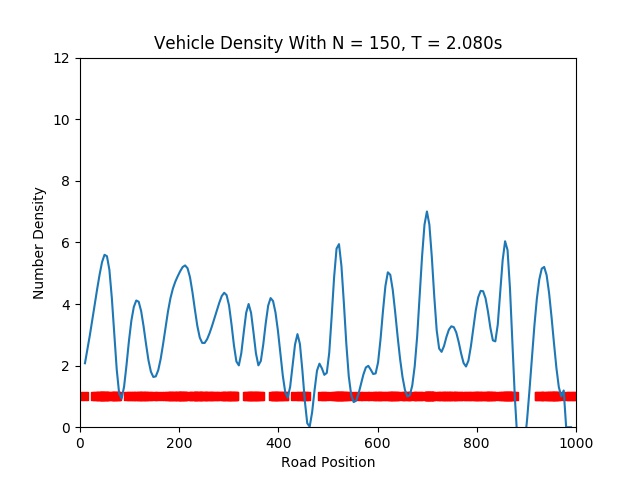 Vehicle Density With N = 150, T = 2.080s
12
10
8
6
4
2
0
Number Density
0 200 400 600 800 1000
Road Position